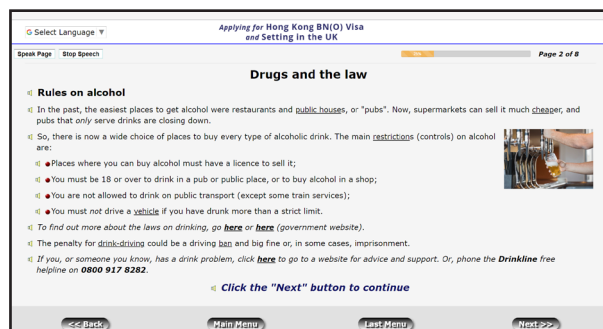 G Select Language ▼
Applying for Hong Kong BN(O) Visa
and Setting in the UK
Speak Page Stop Speech
Page 2 of 8
Drugs and the law
Rules on alcohol
In the past, the easiest places to get alcohol were restaurants and public houses, or "pubs". Now, supermarkets can sell it much cheaper, and
pubs that only serve drinks are closing down.
So, there is now a wide choice of places to buy every type of alcoholic drink. The main restrictions (controls) on alcohol
are:
Places where you can buy alcohol must have a licence to sell it;
You must be 18 or over to drink in a pub or public place, or to buy alcohol in a shop;
You are not allowed to drink on public transport (except some train services);
You must not drive a vehicle if you have drunk more than a strict limit.
To find out more about the laws on drinking, go here or here (government website).
The penalty for drink-driving could be a driving ban and big fine or, in some cases, imprisonment.
If you, or someone you know, has a drink problem, click here to go to a website for advice and support. Or, phone the Drinkline free
helpline on 0800 917 8282.
Click the "Next" button to continue
<< Back Main Menu Last Menu Next >>